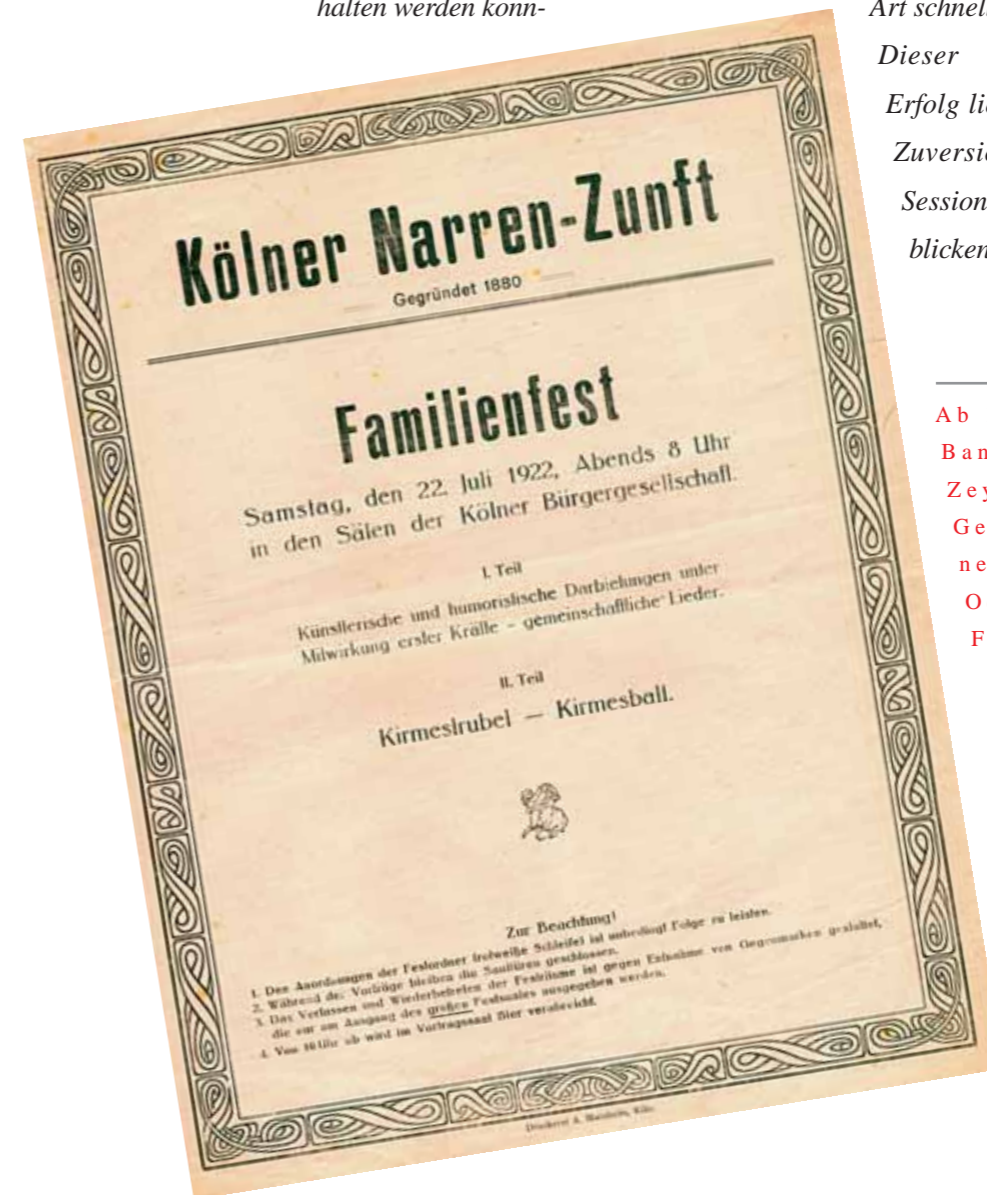 halten werden konn-
Art schnell
Dieser
Erfolg
Session
blicken
Ab
Kölner Narren-Zunft
Gegründet 1880
Familienfest
Samstag, den 22. Juli 1922, Abends 8 Uhr
in den Sälen der Kölner Bürgergesellschaft.
I. Teil
Künstlerische und humoristische Darbietungen unter
Mitwirkung erster Kräfte – gemeinschaftliche Lieder.
II. Teil
Kirmestrubel – Kirmesball.
Zur Beachtung!
1. Den Anordnungen der Festordner (rotweiße Schleife) ist unbedingt Folge zu leisten.
2. Während der Vorträge bleiben die Saaltüren geschlossen.
3. Das Verlassen und Wiederbetreten der Festräume ist gegen Entnahme von Gegenmarken gestattet,
die nur am Ausgang des großen Festsaales ausgegeben werden.
4. Von 10 Uhr ab wird im Vortragssaal Bier verabreicht.
Köln